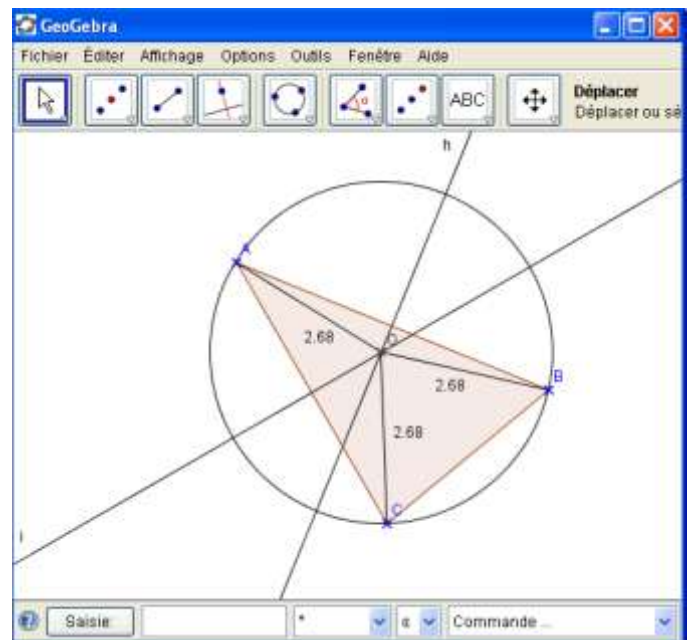 GeoGebra
Fichier Éditer Affichage Options Outils Fenêtre Aide
ABC
Déplacer
Déplacer ou sé
h
A
2.68
O
B
2.68
2.68
C
i
Saisie:
* α Commande ...